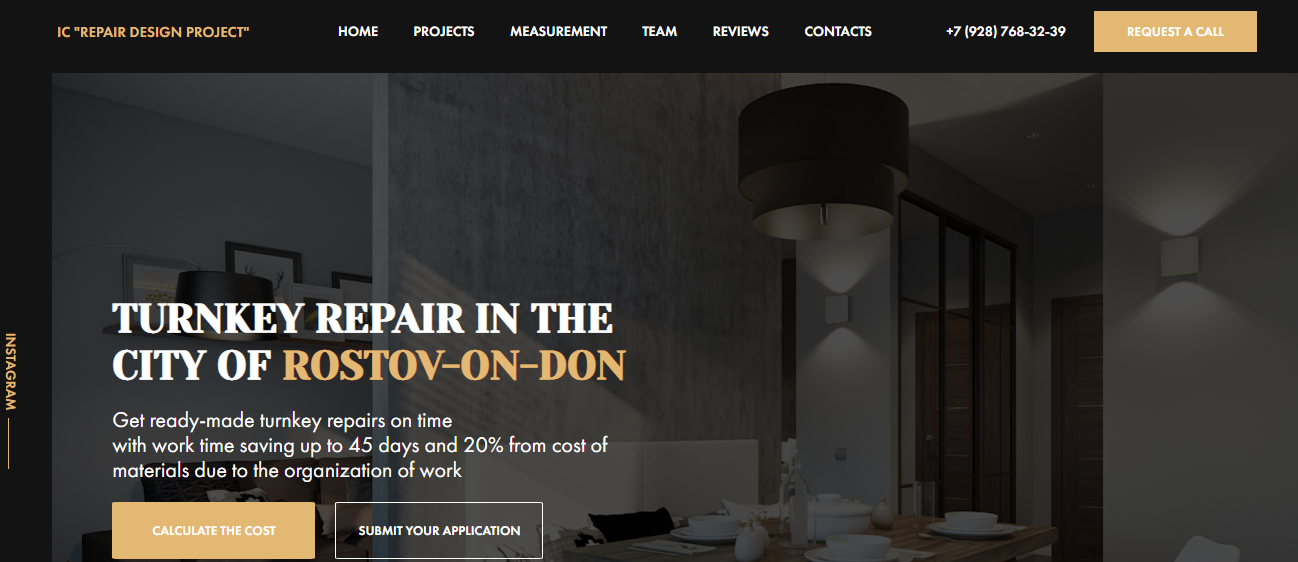 IC "REPAIR DESIGN PROJECT"
HOME
PROJECTS
MEASUREMENT
TEAM
REVIEWS
CONTACTS
+7 (928) 768-32-39
REQUEST A CALL
INSTAGRAM
TURNKEY REPAIR IN THE
CITY OF ROSTOV-ON-DON
Get ready-made turnkey repairs on time
with work time saving up to 45 days and 20% from cost of
materials due to the organization of work
CALCULATE THE COST
SUBMIT YOUR APPLICATION